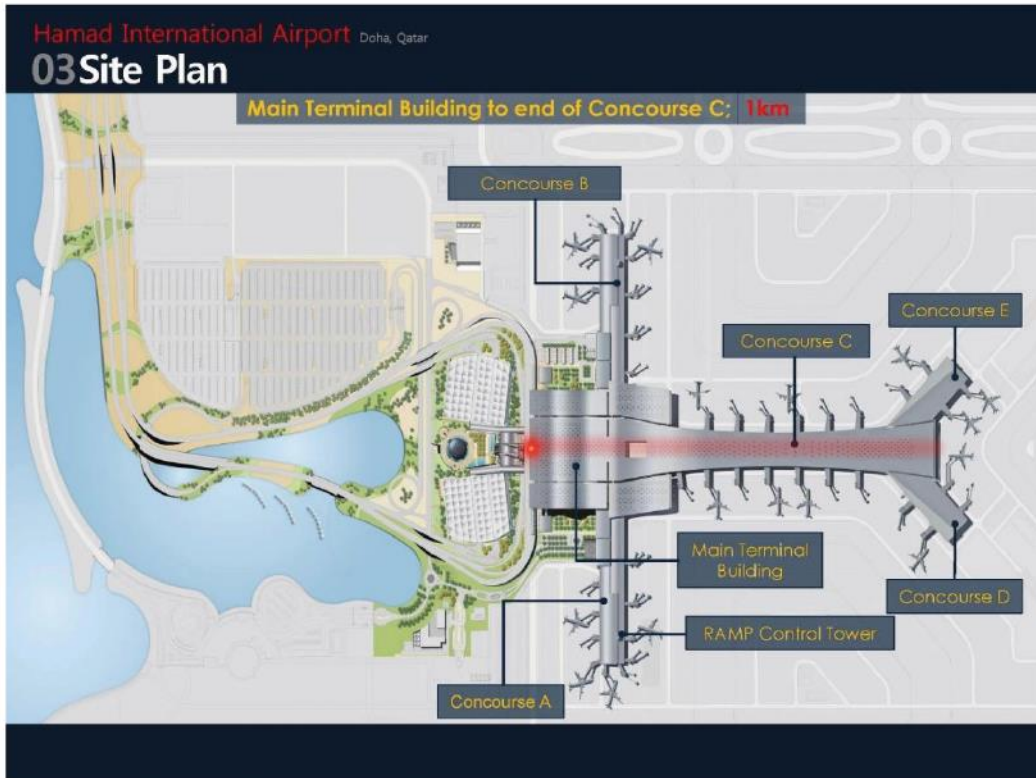 Hamad International Airport Doha, Qatar
03 Site Plan
Main Terminal Building to end of Concourse C; 1km
Concourse B
Concourse E
Concourse C
Main Terminal
Building
Concourse D
RAMP Control Tower
Concourse A